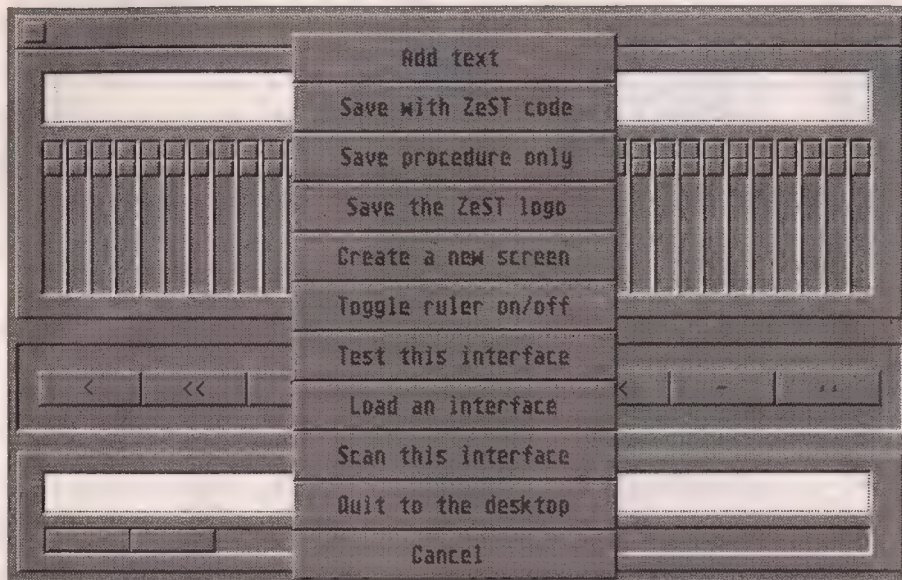 Add text
Save with ZeST code
Save procedure only
Save the ZeST logo
Create a new screen
Toggle ruler on/off
Test this interface
< <<
Load an interface
Scan this interface
Quit to the desktop
Cancel